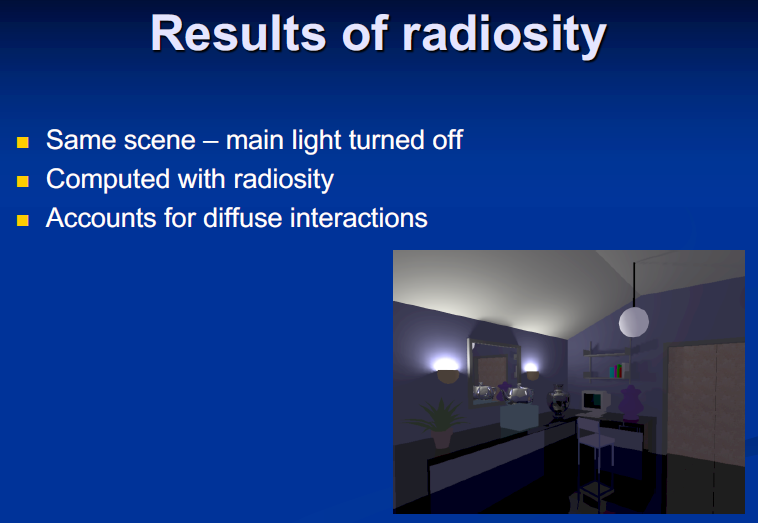 Results of radiosity
Same scene – main light turned off
Computed with radiosity
Accounts for diffuse interactions